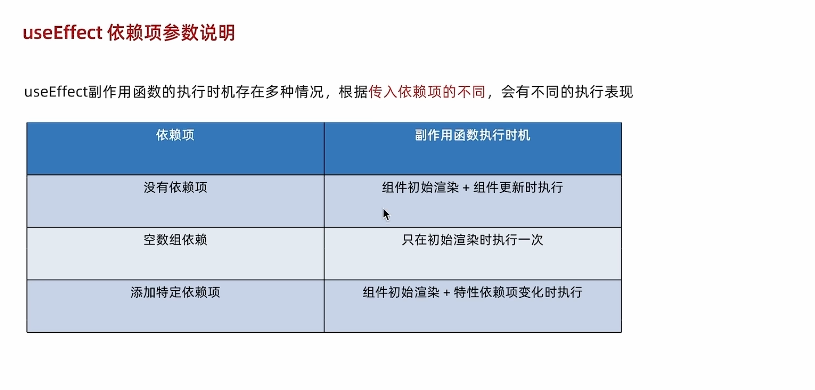 useEffect 依赖项参数说明
useEffect副作用函数的执行时机存在多种情况，根据传入依赖项的不同，会有不同的执行表现
依赖项 副作用函数执行时机
没有依赖项 组件初始渲染 + 组件更新时执行
空数组依赖 只在初始渲染时执行一次
添加特定依赖项 组件初始渲染 + 特性依赖项变化时执行